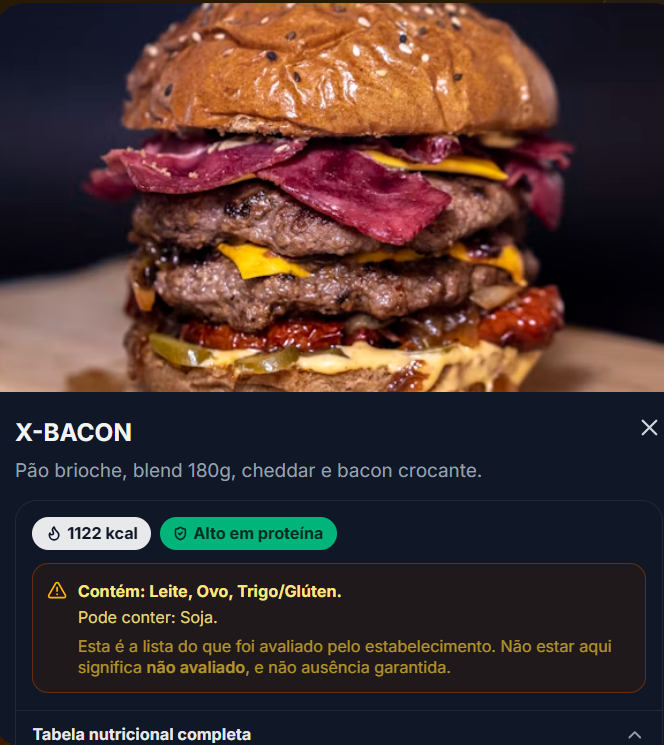 X-BACON
Pão brioche, blend 180g, cheddar e bacon crocante.
1122 kcal
Alto em proteína
Contém: Leite, Ovo, Trigo/Glúten.
Pode conter: Soja.
Esta é a lista do que foi avaliado pelo estabelecimento. Não estar aqui
significa não avaliado, e não ausência garantida.
Tabela nutricional completa